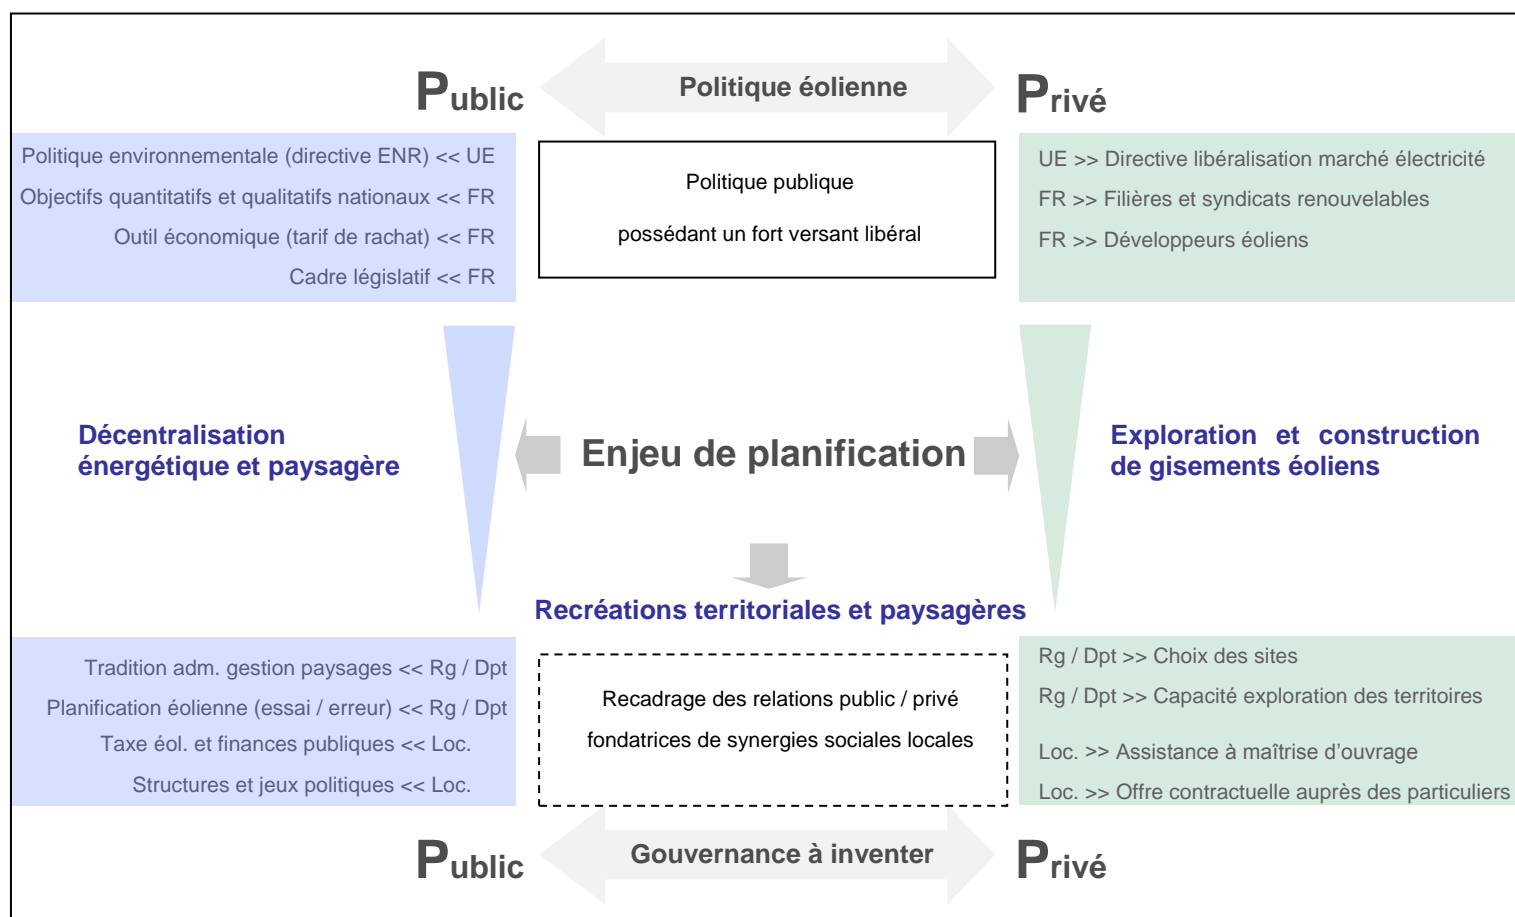 Public
Politique éolienne
Privé
Politique environnementale (directive ENR) << UE
Objectifs quantitatifs et qualitatifs nationaux << FR
Outil économique (tarif de rachat) << FR
Cadre législatif << FR
Politique publique
possédant un fort versant libéral
UE >> Directive libéralisation marché électricité
FR >> Filières et syndicats renouvelables
FR >> Développeurs éoliens
Décentralisation
énergétique et paysagère
Enjeu de planification
Exploration et construction
de gisements éoliens
Recréations territoriales et paysagères
Tradition adm. gestion paysages << Rg / Dpt
Planification éolienne (essai / erreur) << Rg / Dpt
Taxe éol. et finances publiques << Loc.
Structures et jeux politiques << Loc.
Recadrage des relations public / privé
fondatrices de synergies sociales locales
Rg / Dpt >> Choix des sites
Rg / Dpt >> Capacité exploration des territoires
Loc. >> Assistance à maîtrise d’ouvrage
Loc. >> Offre contractuelle auprès des particuliers
Public
Gouvernance à inventer
Privé